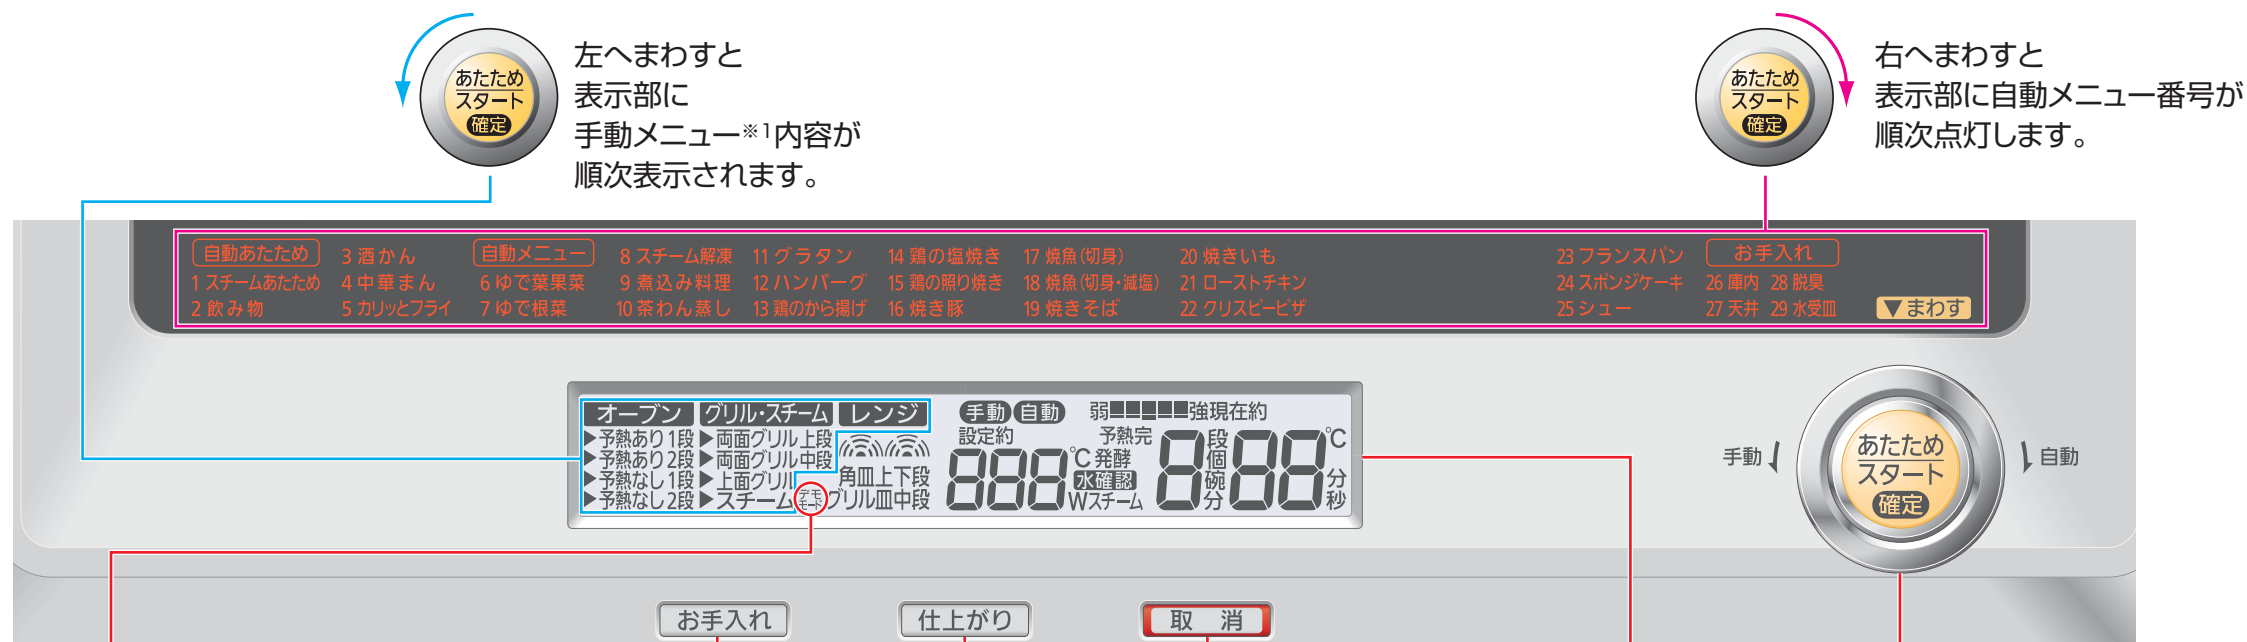 あたため
スタート
確定
左へまわすと
表示部に
手動メニュー※1内容が
順次表示されます。
あたため
スタート
確定
右へまわすと
表示部に自動メニュー番号が
順次点灯します。
自動あたため
1 スチームあたため
2 飲み物
3 酒かん
4 中華まん
5 カリッとフライ
自動メニュー
6 ゆで葉果菜
7 ゆで根菜
8 スチーム解凍
9 煮込み料理
10 茶わん蒸し
11 グラタン
12 ハンバーグ
13 鶏のから揚げ
14 鶏の塩焼き
15 鶏の照り焼き
16 焼き豚
17 焼魚(切身)
18 焼魚(切身・減塩)
19 焼きそば
20 焼きいも
21 ローストチキン
22 クリスピーピザ
23 フランスパン
24 スポンジケーキ
25 シュー
お手入れ
26 庫内 28 脱臭
27 天井 29 水受皿
▼まわす
オーブン グリル・スチーム レンジ
▶予熱あり1段 ▶両面グリル上段
▶予熱あり2段 ▶両面グリル中段
▶予熱なし1段 ▶上面グリル 角皿上下段
▶予熱なし2段 ▶スチーム デモモード グリル皿中段
手動 自動 弱 強現在約
設定約 予熱完
888 ℃ 発酵 水確認 W スチーム
8 段 個 碗 分 88 ℃ 分 秒
手動
あたため
スタート
確定
自動
お手入れ 仕上がり 取 消